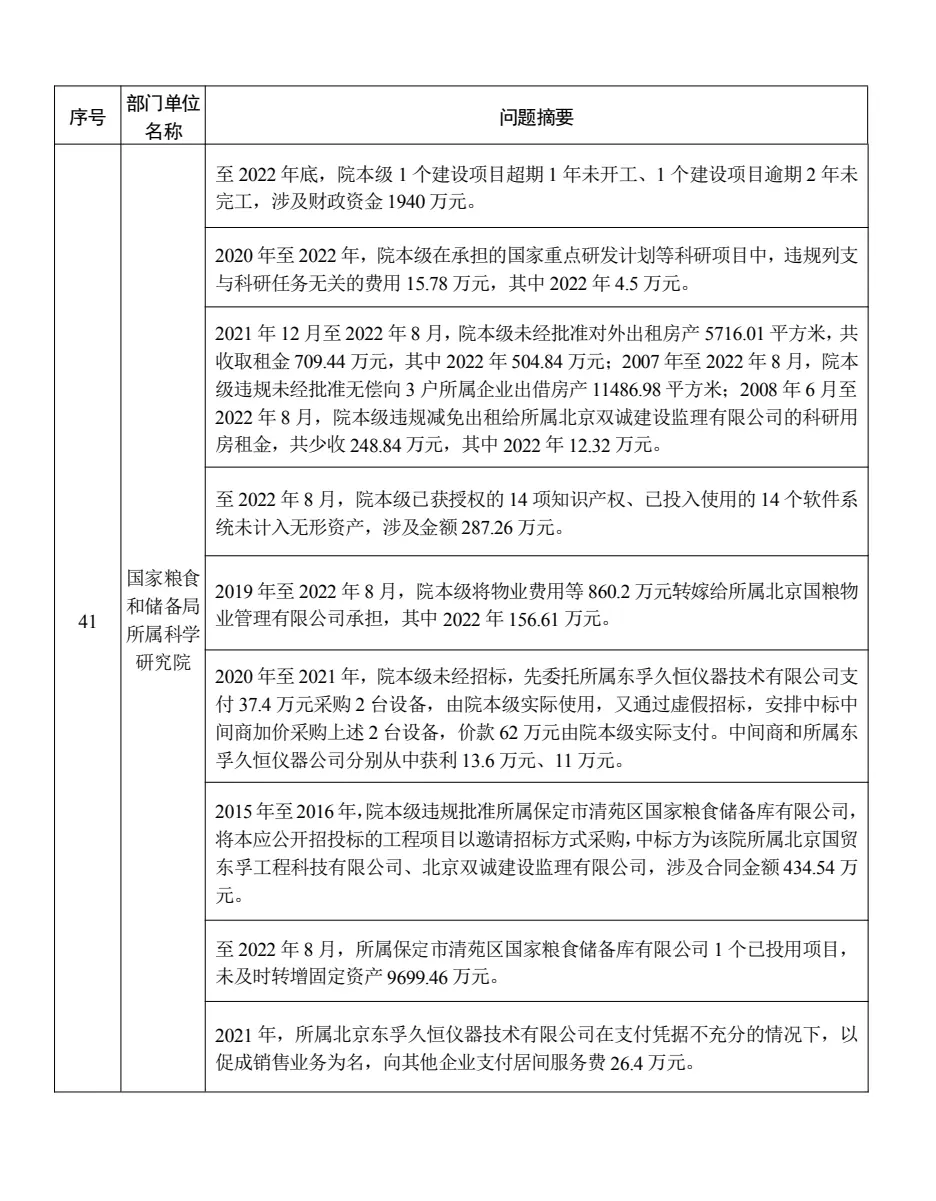 序号
部门单位
名称
问题摘要
41
国家粮食
和储备局
所属科学
研究院
至 2022 年底，院本级 1 个建设项目超期 1 年未开工、1 个建设项目逾期 2 年未
完工，涉及财政资金 1940 万元。
2020 年至 2022 年，院本级在承担的国家重点研发计划等科研项目中，违规列支
与科研任务无关的费用 15.78 万元，其中 2022 年 4.5 万元。
2021 年 12 月至 2022 年 8 月，院本级未经批准对外出租房产 5716.01 平方米，共
收取租金 709.44 万元，其中 2022 年 504.84 万元；2007 年至 2022 年 8 月，院本
级违规未经批准无偿向 3 户所属企业出借房产 11486.98 平方米；2008 年 6 月至
2022 年 8 月，院本级违规减免出租给所属北京双诚建设监理有限公司的科研用
房租金，共少收 248.84 万元，其中 2022 年 12.32 万元。
至 2022 年 8 月，院本级已获授权的 14 项知识产权、已投入使用的 14 个软件系
统未计入无形资产，涉及金额 287.26 万元。
2019 年至 2022 年 8 月，院本级将物业费用等 860.2 万元转嫁给所属北京国粮物
业管理有限公司承担，其中 2022 年 156.61 万元。
2020 年至 2021 年，院本级未经招标，先委托所属东孚久恒仪器技术有限公司支
付 37.4 万元采购 2 台设备，由院本级实际使用，又通过虚假招标，安排中标中
间商加价采购上述 2 台设备，价款 62 万元由院本级实际支付。中间商和所属东
孚久恒仪器公司分别从中获利 13.6 万元、11 万元。
2015 年至 2016 年，院本级违规批准所属保定市清苑区国家粮食储备库有限公司，
将本应公开招投标的工程项目以邀请招标方式采购，中标方为该院所属北京国贸
东孚工程科技有限公司、北京双诚建设监理有限公司，涉及合同金额 434.54 万
元。
至 2022 年 8 月，所属保定市清苑区国家粮食储备库有限公司 1 个已投用项目，
未及时转增固定资产 9699.46 万元。
2021 年，所属北京东孚久恒仪器技术有限公司在支付凭据不充分的情况下，以
促成销售业务为名，向其他企业支付居间服务费 26.4 万元。